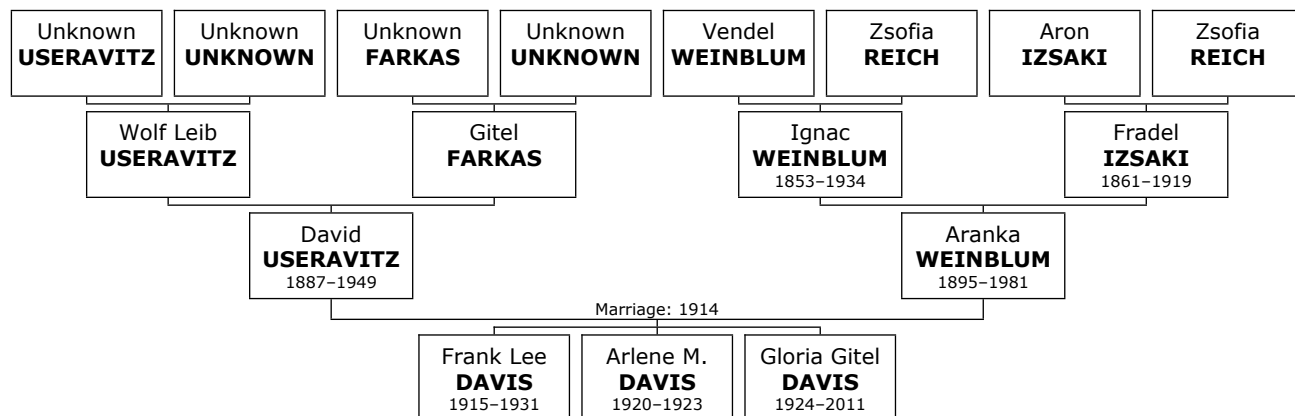 Unknown
USERAVITZ
Unknown
UNKNOWN
Unknown
FARKAS
Unknown
UNKNOWN
Vendel
WEINBLUM
Zsofia
REICH
Aron
IZSAKI
Zsofia
REICH
Wolf Leib
USERAVITZ
Gitel
FARKAS
Ignac
WEINBLUM
1853–1934
Fradel
IZSAKI
1861–1919
David
USERAVITZ
1887–1949
Aranka
WEINBLUM
1895–1981
Marriage: 1914
Frank Lee
DAVIS
1915–1931
Arlene M.
DAVIS
1920–1923
Gloria Gitel
DAVIS
1924–2011